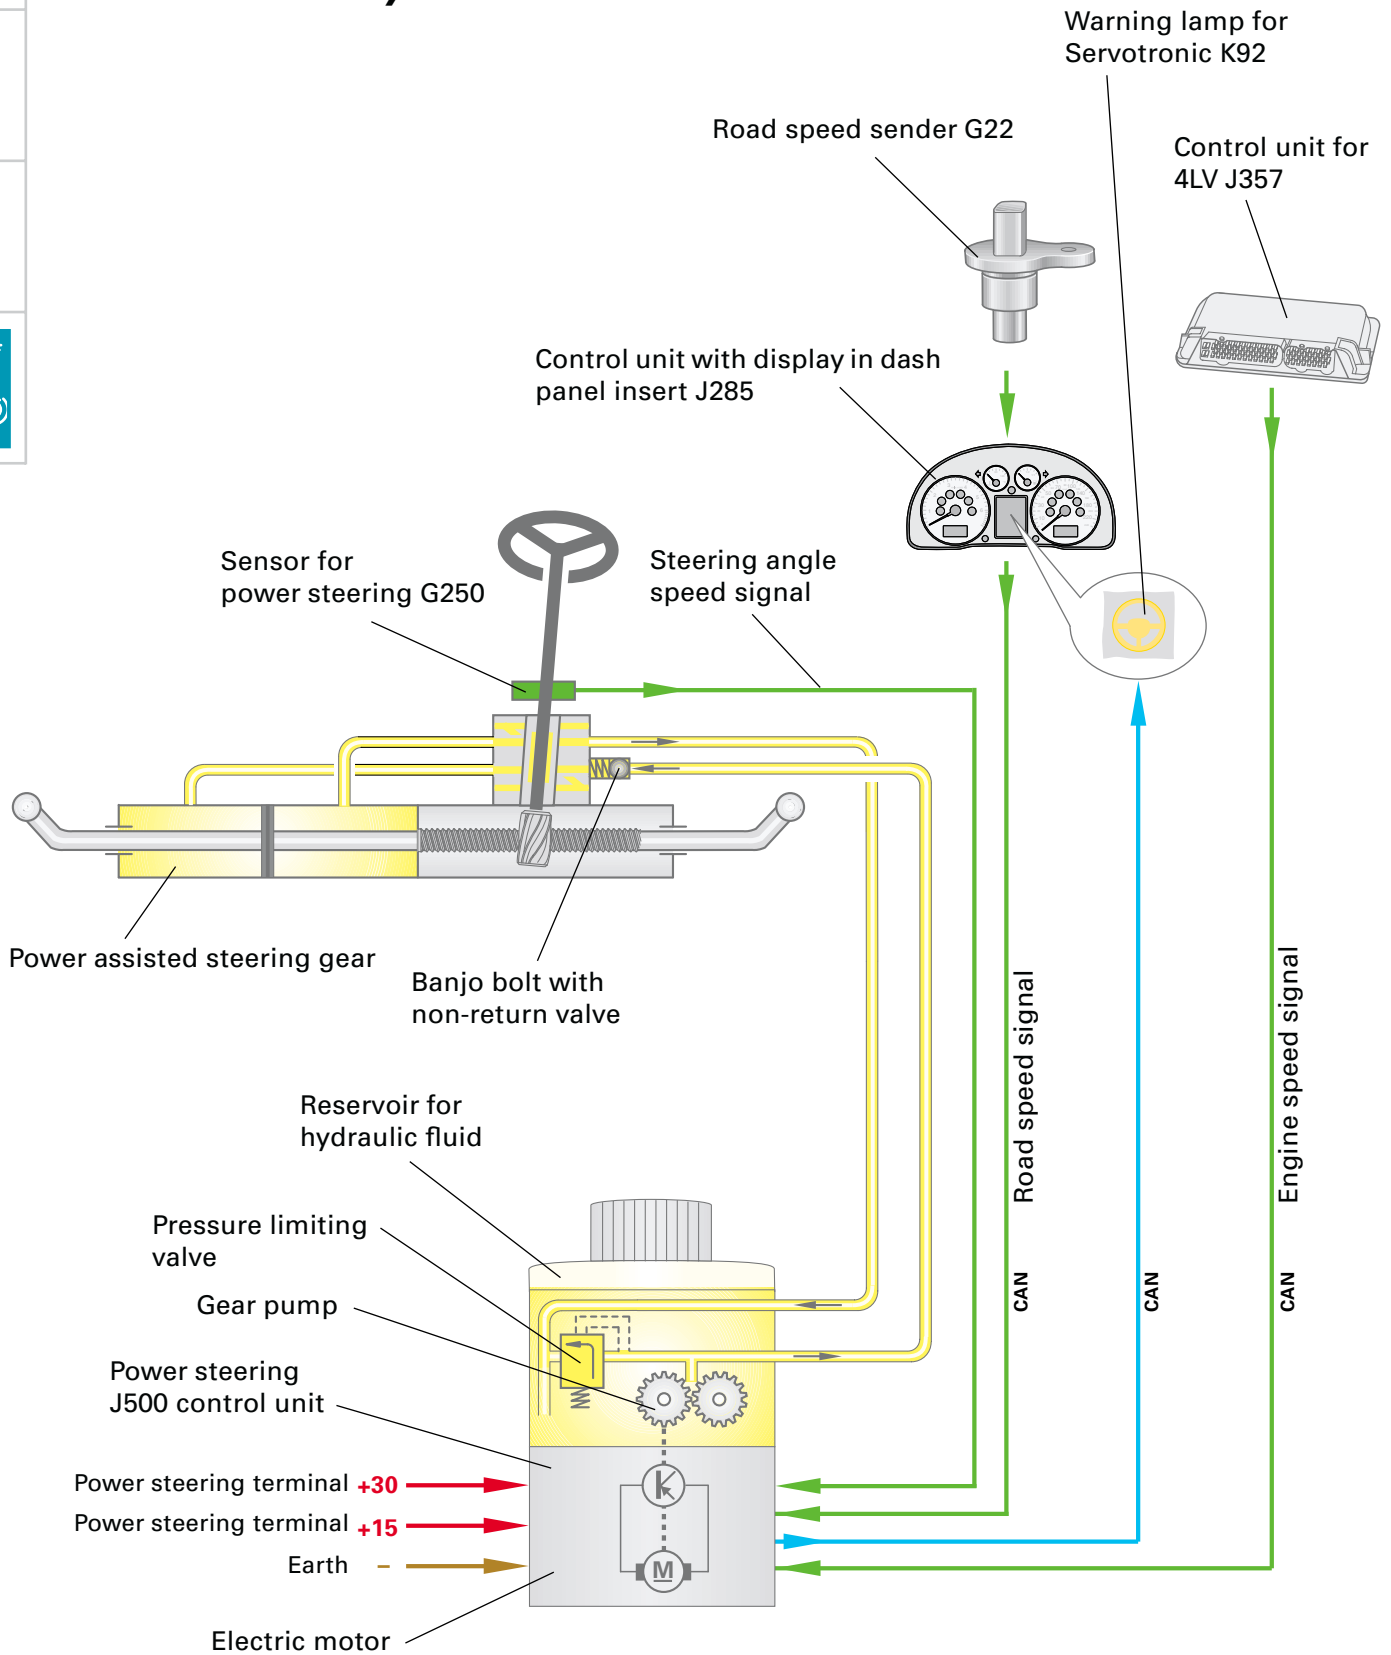 Warning lamp for
Servotronic K92
Road speed sender G22
Control unit for
4LV J357
Control unit with display in dash
panel insert J285
Sensor for
power steering G250
Steering angle
speed signal
Power assisted steering gear
Banjo bolt with
non-return valve
Road speed signal
Engine speed signal
Reservoir for
hydraulic fluid
Pressure limiting
valve
Gear pump
CAN
CAN
CAN
Power steering
J500 control unit
Power steering terminal +30
Power steering terminal +15
Earth –
M
Electric motor